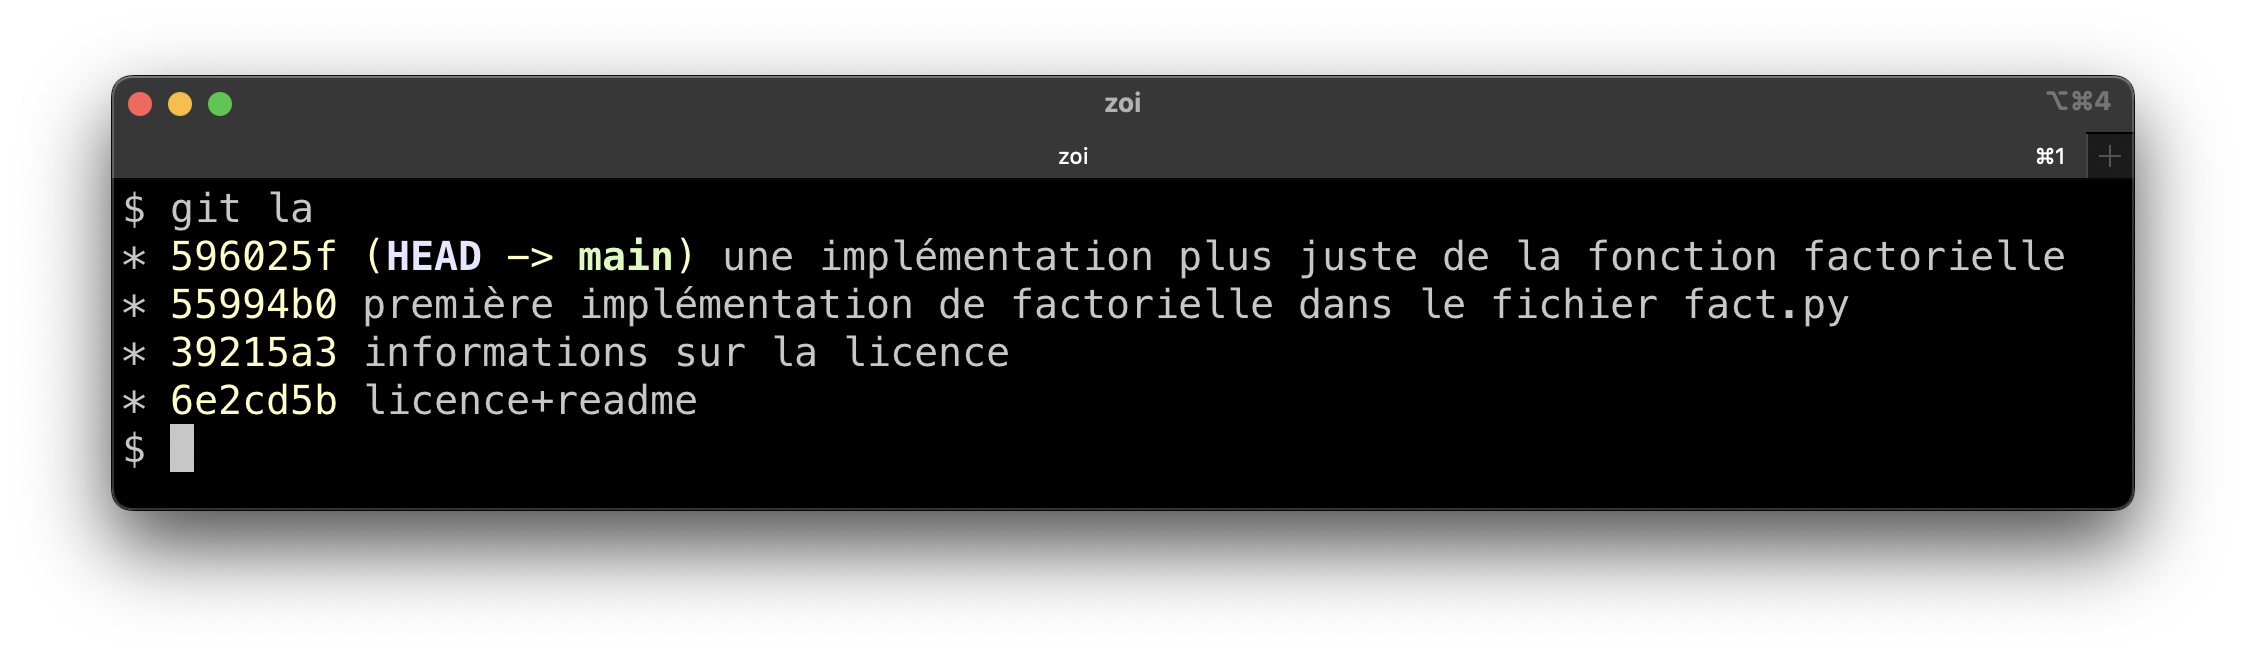 zoi
⌥⌘4
zoi
⌘1
$ git la
* 596025f (HEAD -> main) une implémentation plus juste de la fonction factorielle
* 55994b0 première implémentation de factorielle dans le fichier fact.py
* 39215a3 informations sur la licence
* 6e2cd5b licence+readme
$